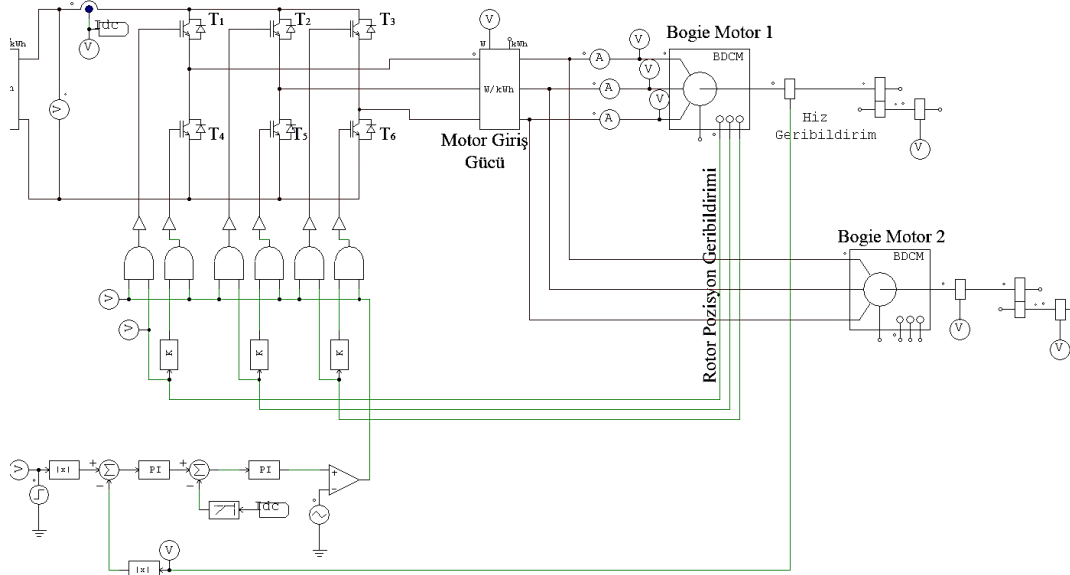 Idc
V
T1
T2
T3
kWh
V
T4
T5
T6
V
W
kWh
W/kWh
Motor Giriş
Gücü
A
A
A
V
V
V
Bogie Motor 1
BDCM
Hiz
Geribildirim
V
Rotor Pozisyon Geribildirimi
Bogie Motor 2
BDCM
V
V
V
V
K
K
K
V
|x|
+
-
PI
+
-
PI
Idc
+
-
V
|x|